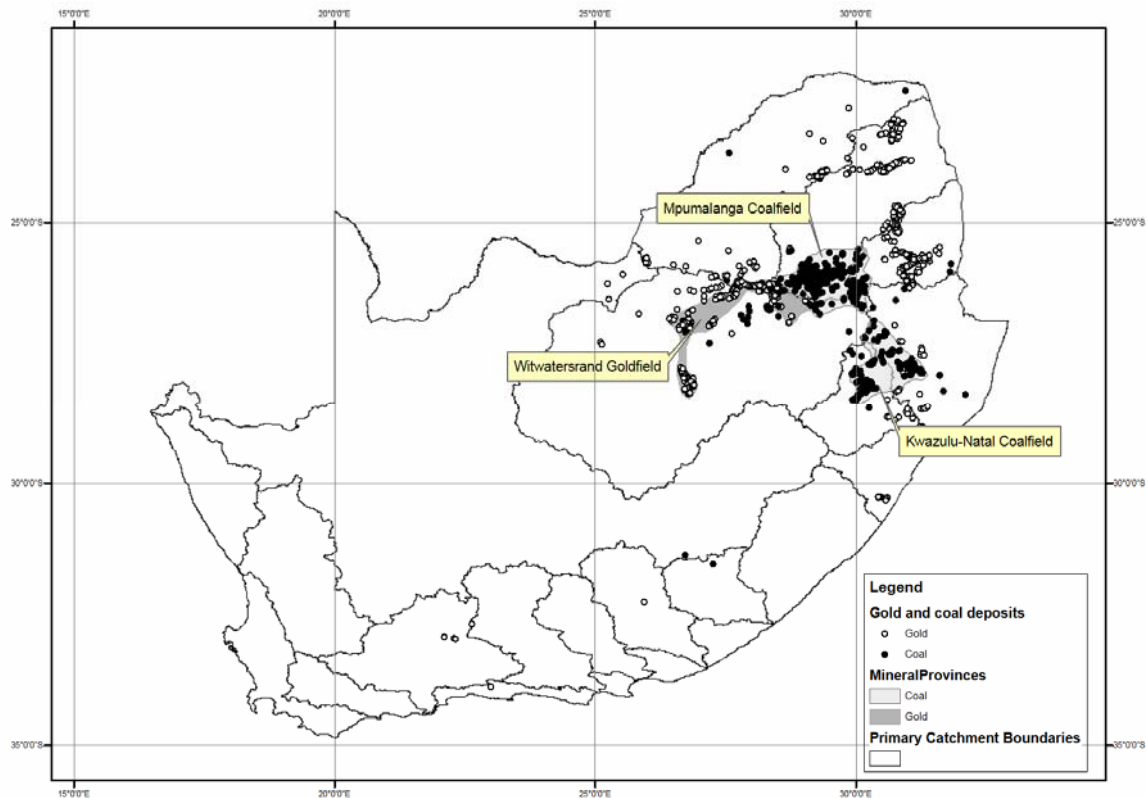 15°0'0"E 20°0'0"E 25°0'0"E 30°0'0"E
25°0'0"S 25°0'0"S
Mpumalanga Coalfield
Witwatersrand Goldfield
Kwazulu-Natal Coalfield
30°0'0"S 30°0'0"S
Legend
Gold and coal deposits
Gold
Coal
MineralProvinces
Coal
Gold
Primary Catchment Boundaries
35°0'0"S 35°0'0"S
15°0'0"E 20°0'0"E 25°0'0"E 30°0'0"E